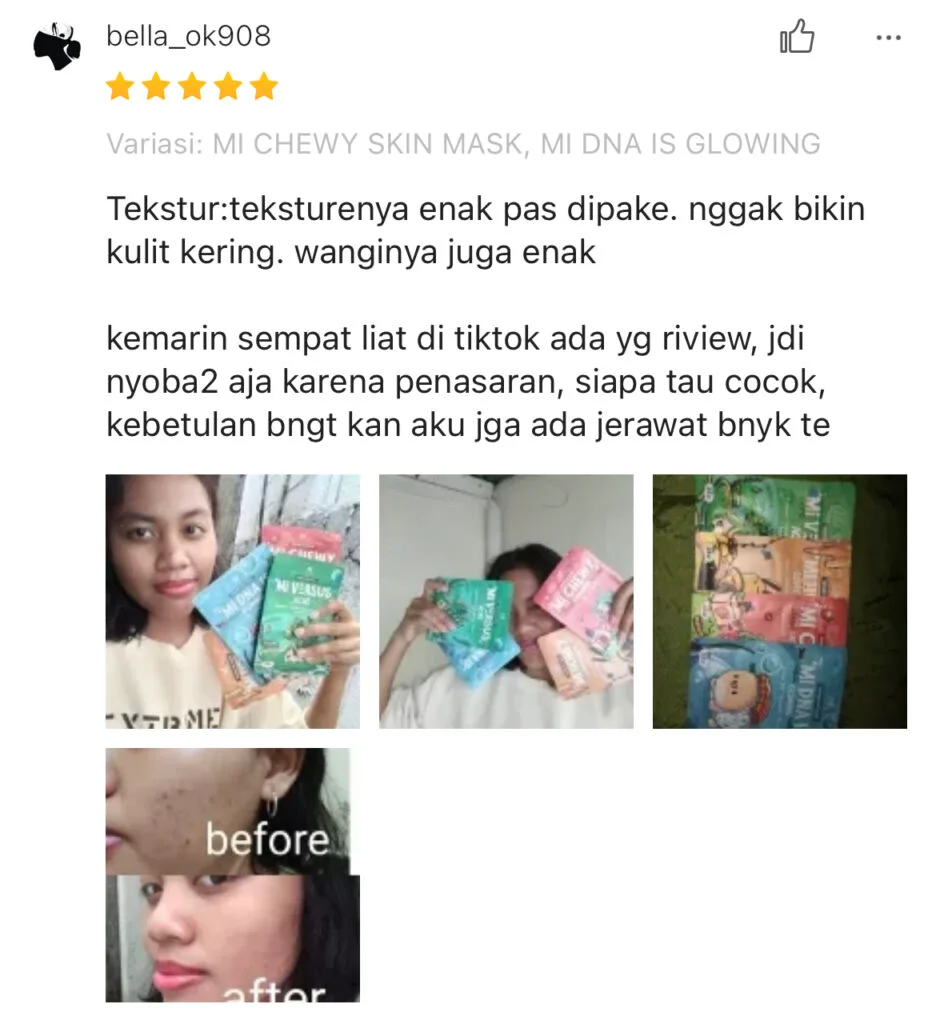 bella_ok908
Variasi: MI CHEWY SKIN MASK, MI DNA IS GLOWING
Tekstur:teksturenya enak pas dipake. nggak bikin
kulit kering. wanginya juga enak
kemarin sempat liat di tiktok ada yg riview, jdi
nyoba2 aja karena penasaran, siapa tau cocok,
kebetulan bngt kan aku jga ada jerawat bnyk te
MI CHEWY
MI DNA
MI VERSUS
ACNE
MI VERSUS
MI CHEWY
MI VERSUS
MI DNA
before
after